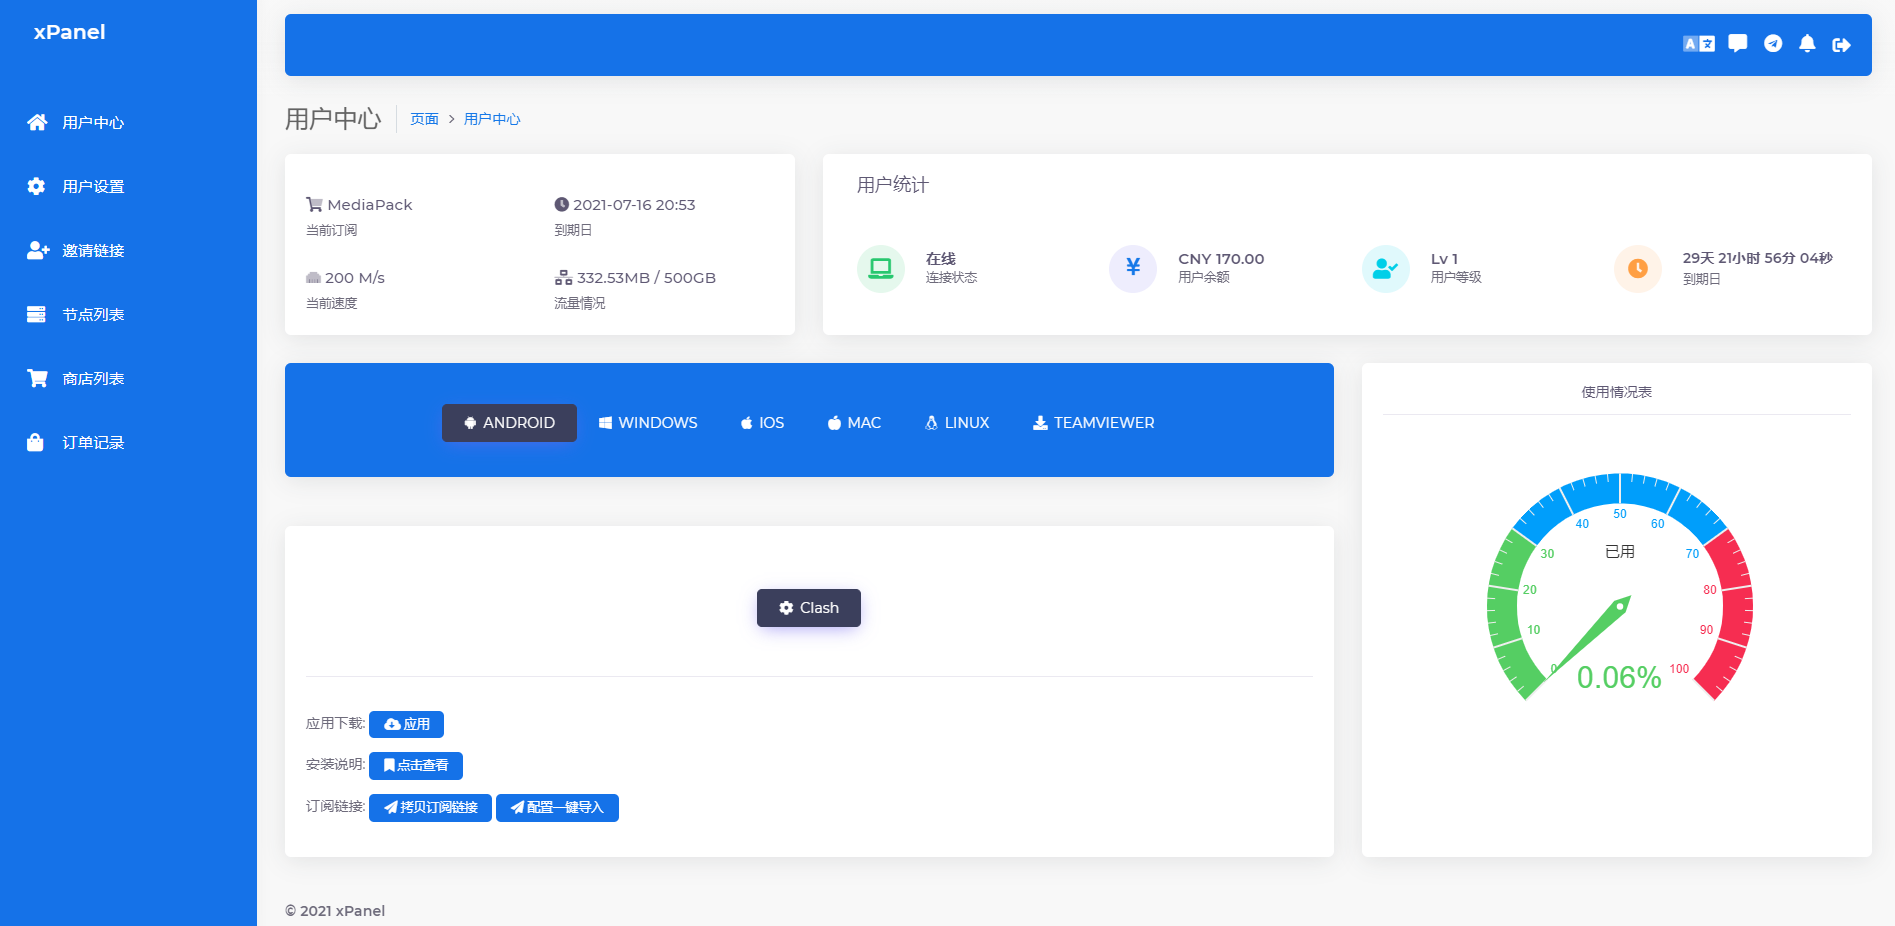 xPanel
用户中心
用户设置
邀请链接
节点列表
商店列表
订单记录
A 文
用户中心
页面 > 用户中心
MediaPack
当前订阅
2021-07-16 20:53
到期日
200 M/s
当前速度
332.53MB / 500GB
流量情况
用户统计
在线
连接状态
¥
CNY 170.00
用户余额
Lv 1
用户等级
29天 21小时 56分 04秒
到期日
ANDROID
WINDOWS
IOS
MAC
LINUX
TEAMVIEWER
Clash
应用下载: 应用
安装说明: 点击查看
订阅链接: 拷贝订阅链接 配置一键导入
使用情况表
0
10
20
30
40
50
60
70
80
90
100
已用
0.06%
© 2021 xPanel